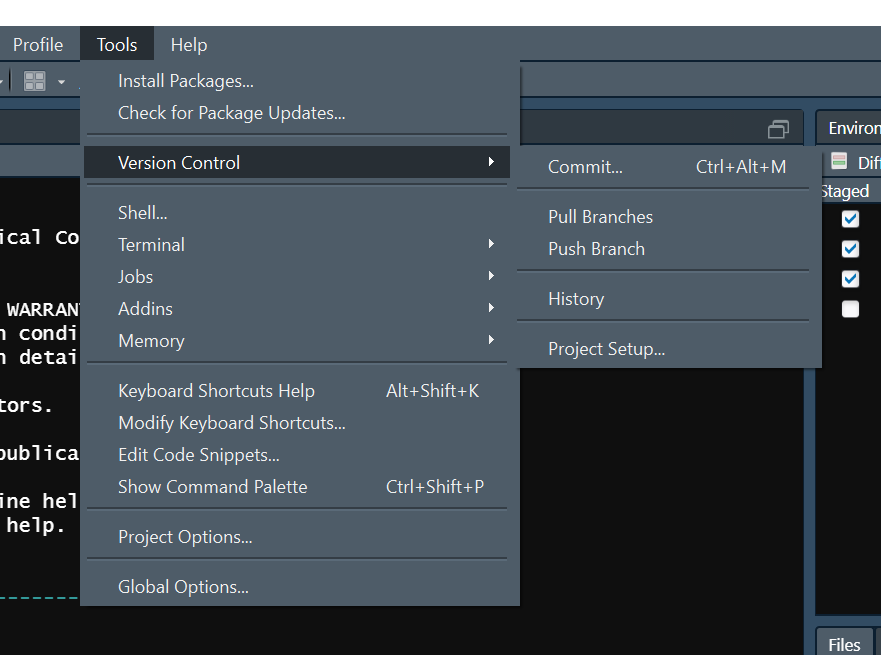 Profile Tools Help
Install Packages...
Check for Package Updates...
Version Control
Shell...
Terminal
Jobs
Addins
Memory
Keyboard Shortcuts Help Alt+Shift+K
Modify Keyboard Shortcuts...
Edit Code Snippets...
Show Command Palette Ctrl+Shift+P
Project Options...
Global Options...
Commit... Ctrl+Alt+M
Pull Branches
Push Branch
History
Project Setup...
Environ
Diff
Staged
Files
ical Co
WARRAN
n condi
n detai
tors.
publica
ine hel
help.